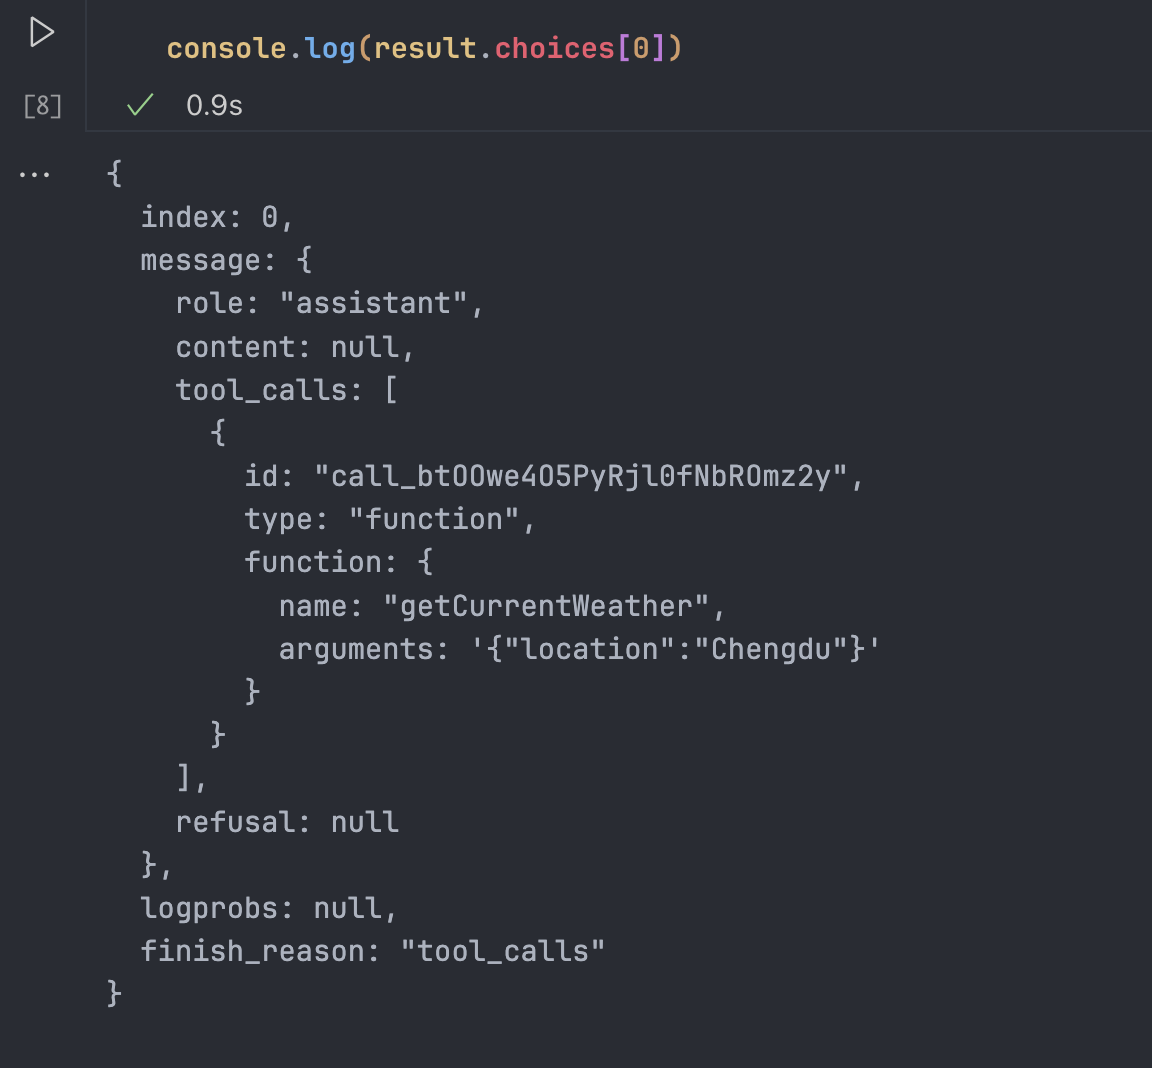 console.log(result.choices[0])
[8] 0.9s
... {
  index: 0,
  message: {
    role: "assistant",
    content: null,
    tool_calls: [
      {
        id: "call_btOOwe4O5PyRjl0fNbROmz2y",
        type: "function",
        function: {
          name: "getCurrentWeather",
          arguments: '{"location":"Chengdu"}'
        }
      }
    ],
    refusal: null
  },
  logprobs: null,
  finish_reason: "tool_calls"
}